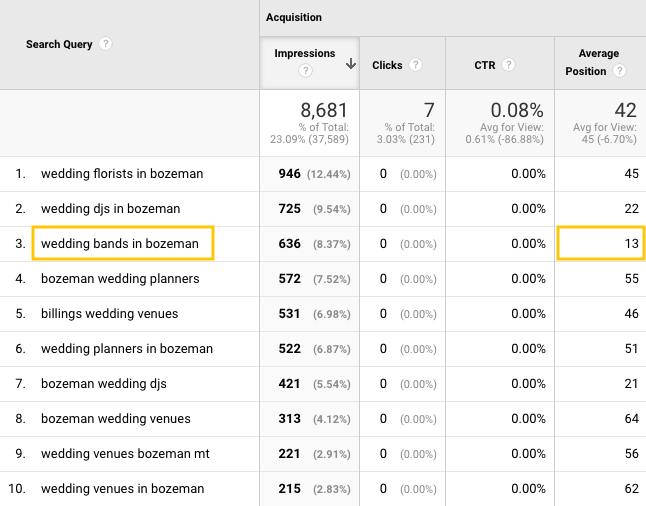 Acquisition
Search Query ?
Impressions ? Clicks ? CTR ? Average Position ?
8,681 7 0.08% 42
% of Total: % of Total: Avg for View: Avg for View:
23.09% (37,589) 3.03% (231) 0.61% (-86.88%) 45 (-6.70%)
1. wedding florists in bozeman 946 (12.44%) 0 (0.00%) 0.00% 45
2. wedding djs in bozeman 725 (9.54%) 0 (0.00%) 0.00% 22
3. wedding bands in bozeman 636 (8.37%) 0 (0.00%) 0.00% 13
4. bozeman wedding planners 572 (7.52%) 0 (0.00%) 0.00% 55
5. billings wedding venues 531 (6.98%) 0 (0.00%) 0.00% 46
6. wedding planners in bozeman 522 (6.87%) 0 (0.00%) 0.00% 51
7. bozeman wedding djs 421 (5.54%) 0 (0.00%) 0.00% 21
8. bozeman wedding venues 313 (4.12%) 0 (0.00%) 0.00% 64
9. wedding venues bozeman mt 221 (2.91%) 0 (0.00%) 0.00% 56
10. wedding venues in bozeman 215 (2.83%) 0 (0.00%) 0.00% 62